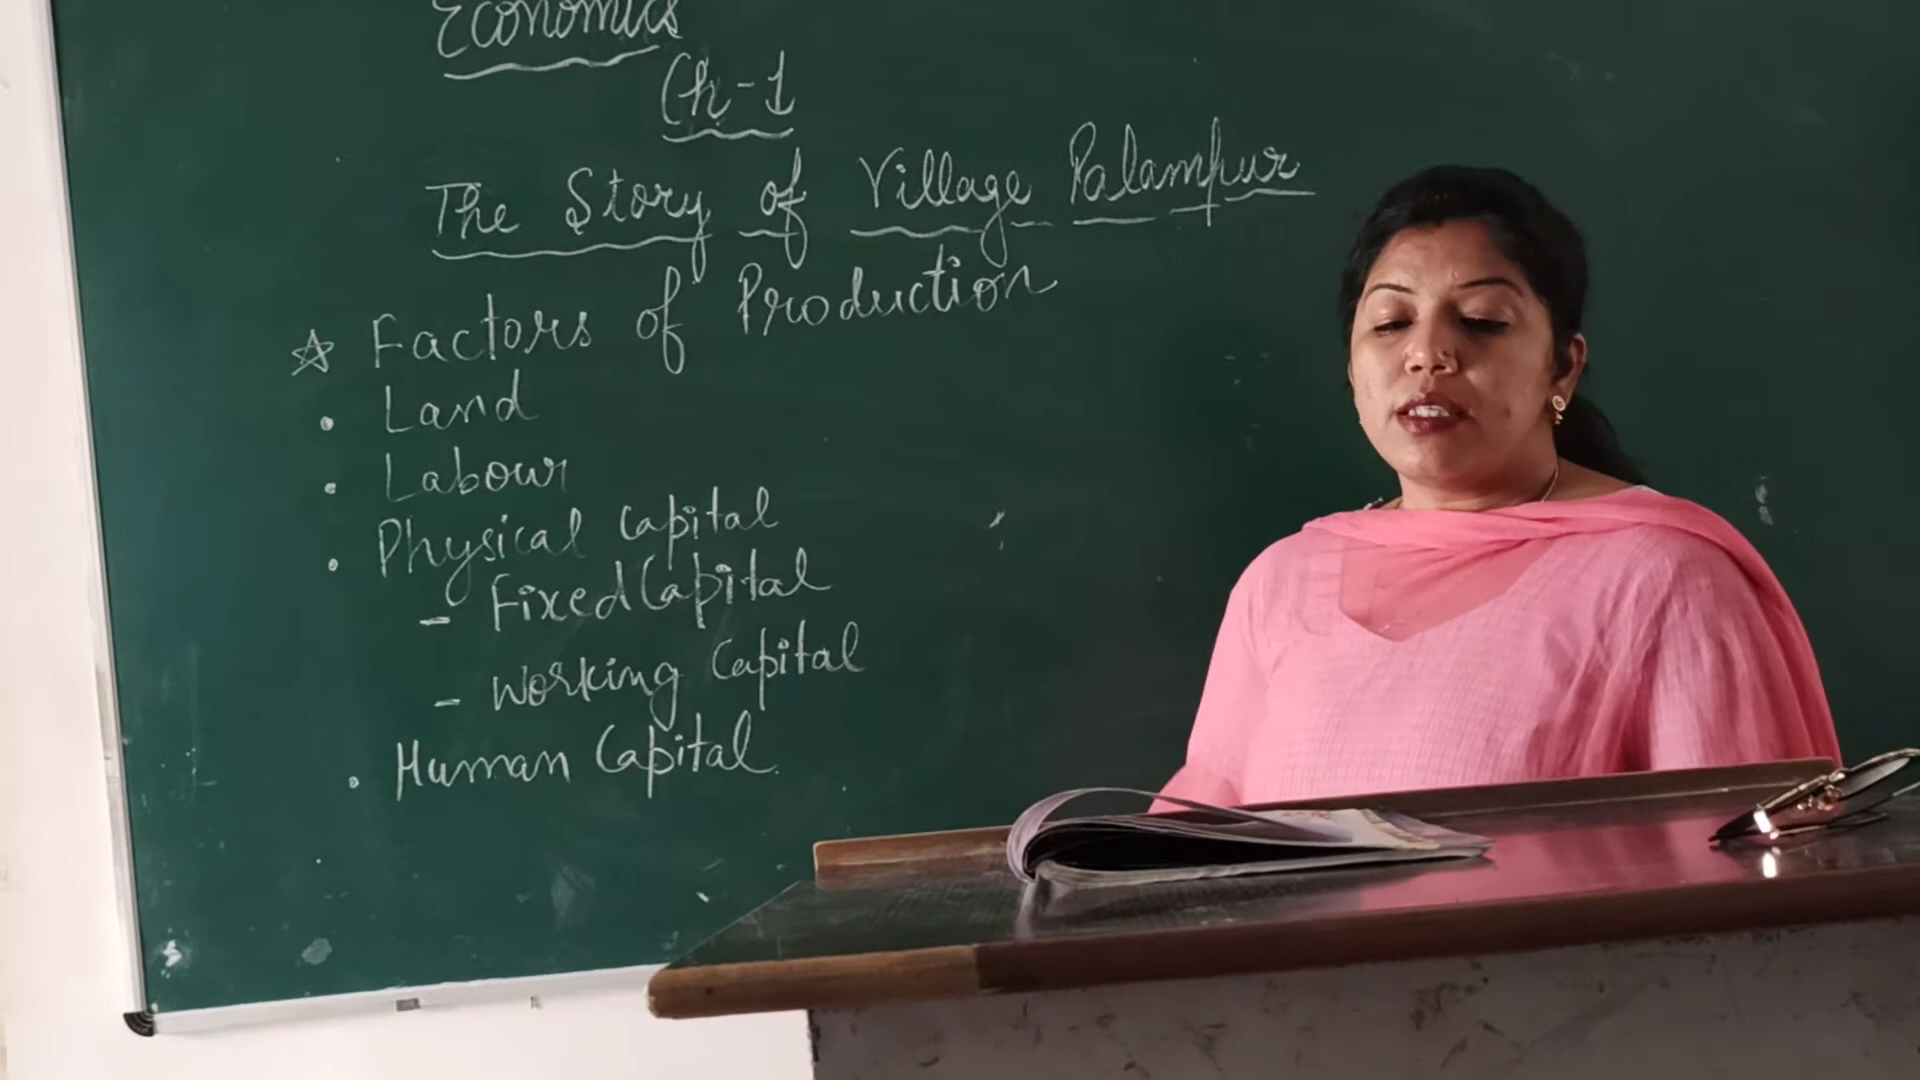 Economics
Ch-1
The Story of Village Palampur
☆ Factors of Production
• Land
• Labour
• Physical Capital
- Fixed Capital
- Working Capital
• Human Capital.